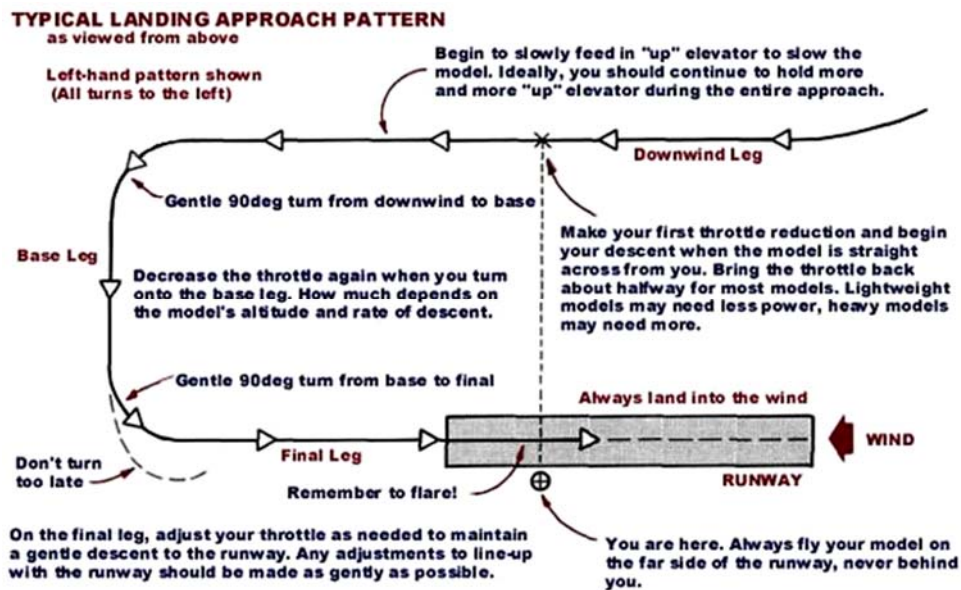 TYPICAL LANDING APPROACH PATTERN
as viewed from above
Left-hand pattern shown
(All turns to the left)
Begin to slowly feed in "up" elevator to slow the
model. Ideally, you should continue to hold more
and more "up" elevator during the entire approach.
Downwind Leg
Gentle 90deg turn from downwind to base
Make your first throttle reduction and begin
your descent when the model is straight
across from you. Bring the throttle back
about halfway for most models. Lightweight
models may need less power, heavy models
may need more.
Base Leg
Decrease the throttle again when you turn
onto the base leg. How much depends on
the model's altitude and rate of descent.
Gentle 90deg turn from base to final
Always land into the wind
WIND
Final Leg
Don't turn
too late
Remember to flare!
RUNWAY
On the final leg, adjust your throttle as needed to maintain
a gentle descent to the runway. Any adjustments to line-up
with the runway should be made as gently as possible.
You are here. Always fly your model on
the far side of the runway, never behind
you.